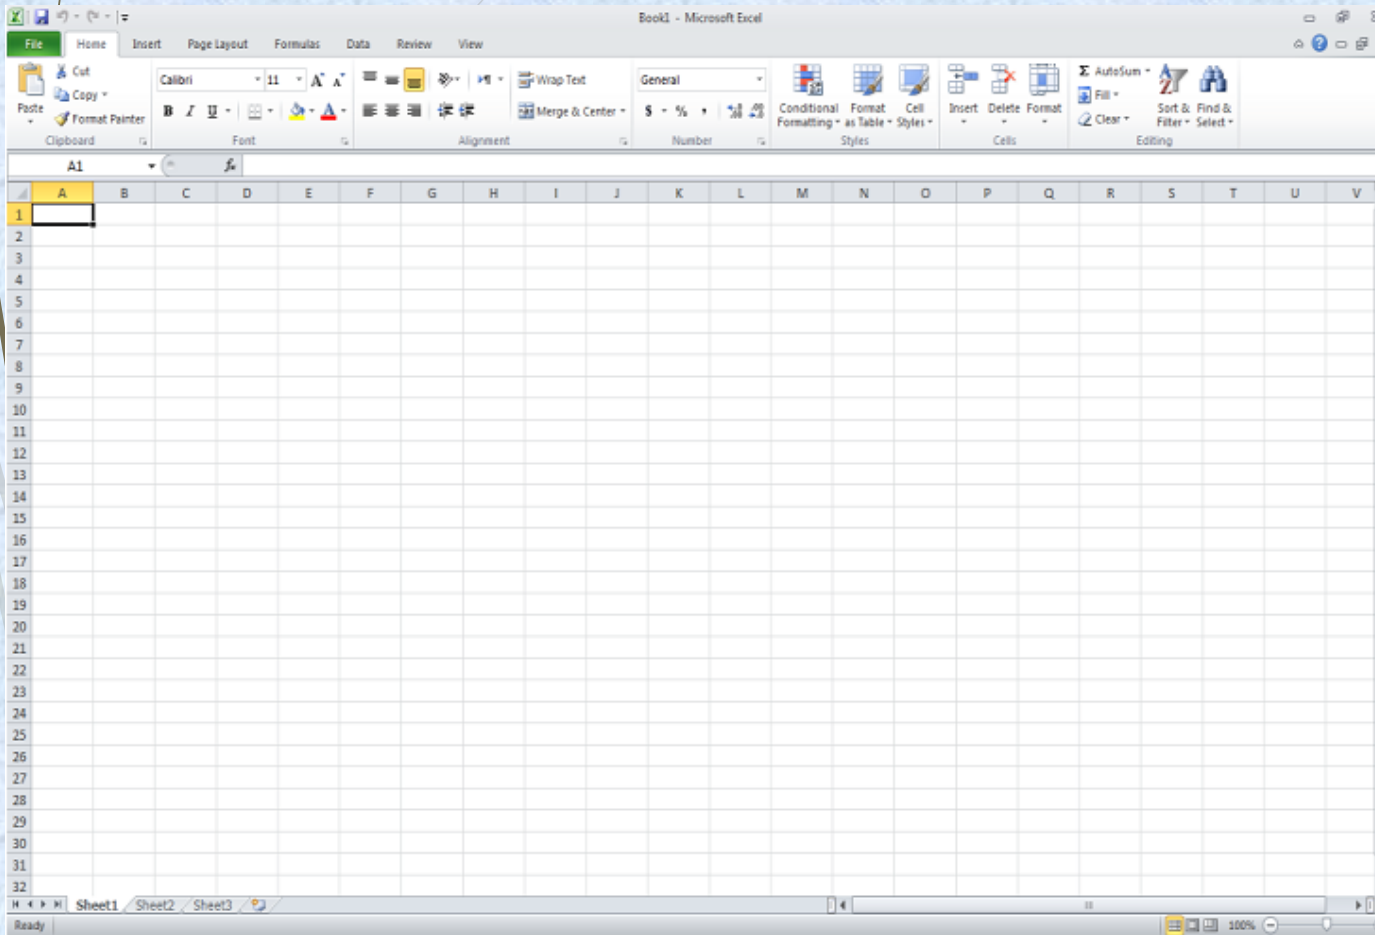 Book1 - Microsoft Excel
File Home Insert Page Layout Formulas Data Review View
Cut
Copy
Format Painter
Paste
Clipboard
Calibri 11 A A
B I U A
Font
Wrap Text
Merge & Center
Alignment
General
$ % ,
Number
Conditional Formatting
Format as Table
Cell Styles
Styles
Insert Delete Format
Cells
Σ AutoSum
Fill
Clear
Sort & Filter
Find & Select
Editing
A1 fx
A B C D E F G H I J K L M N O P Q R S T U V
1
2
3
4
5
6
7
8
9
10
11
12
13
14
15
16
17
18
19
20
21
22
23
24
25
26
27
28
29
30
31
32
Sheet1 Sheet2 Sheet3
Ready 100%